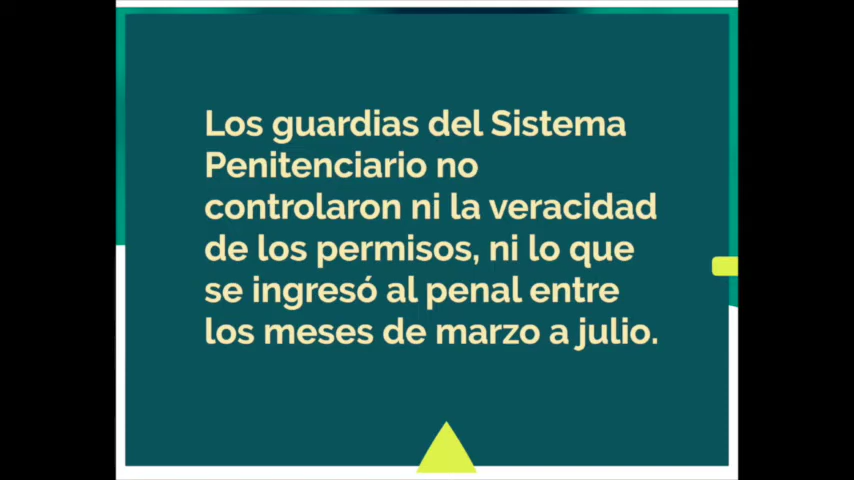 Los guardias del Sistema
Penitenciario no
controlaron ni la veracidad
de los permisos, ni lo que
se ingresó al penal entre
los meses de marzo a julio.